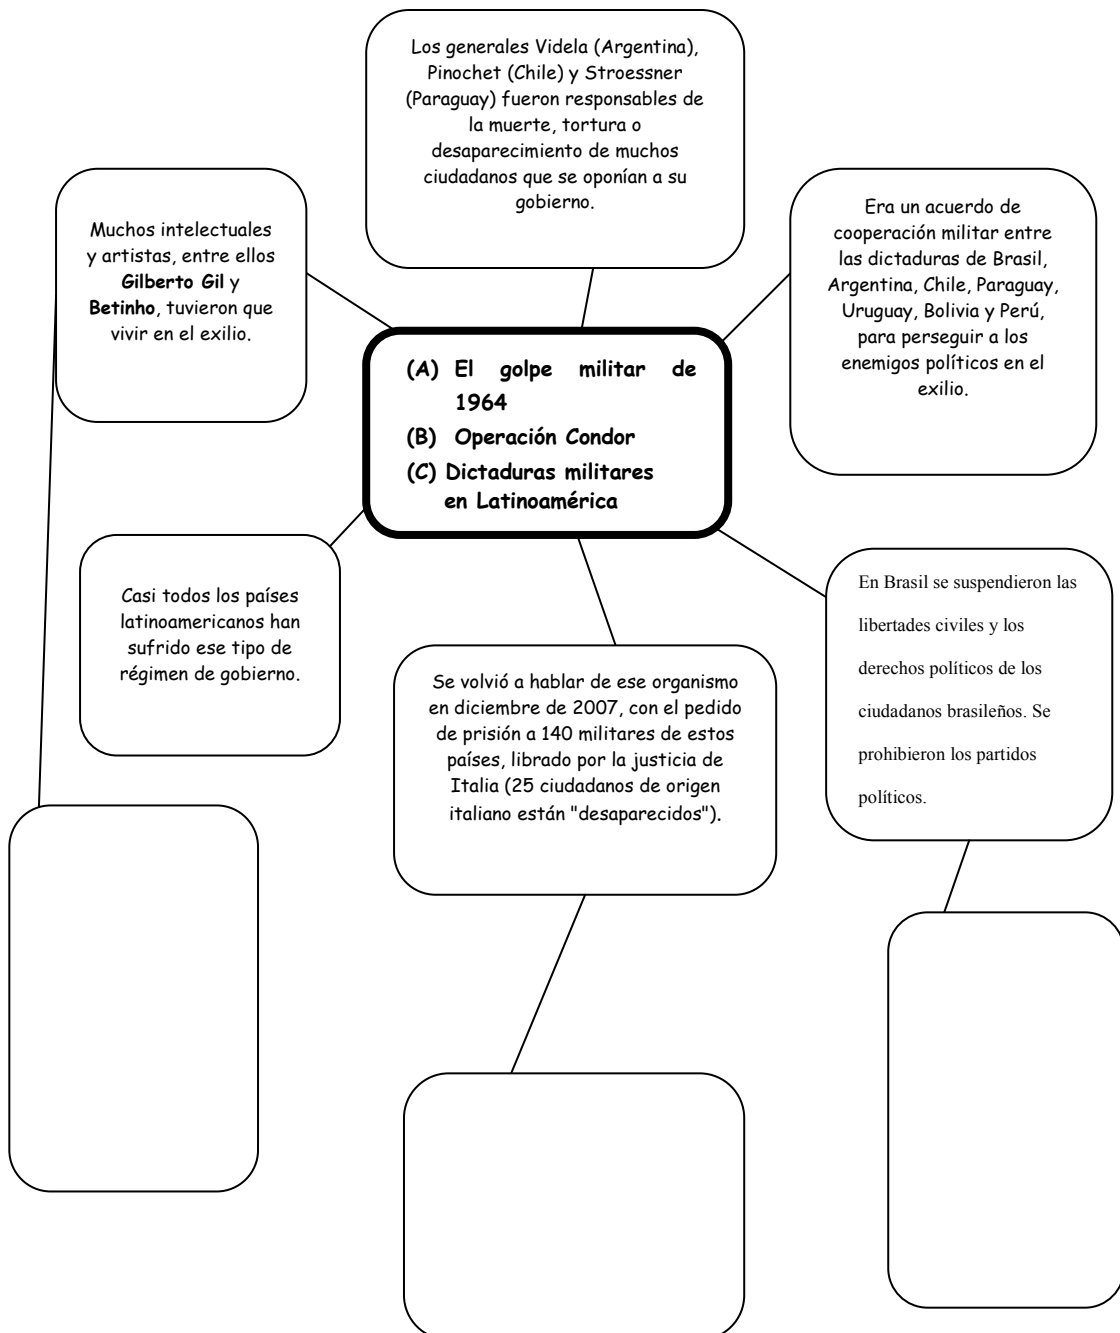 Los generales Videla (Argentina),
Pinochet (Chile) y Stroessner
(Paraguay) fueron responsables de
la muerte, tortura o
desaparecimiento de muchos
ciudadanos que se oponían a su
gobierno.
Muchos intelectuales
y artistas, entre ellos
Gilberto Gil y
Betinho, tuvieron que
vivir en el exilio.
Era un acuerdo de
cooperación militar entre
las dictaduras de Brasil,
Argentina, Chile, Paraguay,
Uruguay, Bolivia y Perú,
para perseguir a los
enemigos políticos en el
exilio.
(A) El golpe militar de
1964
(B) Operación Condor
(C) Dictaduras militares
en Latinoamérica
Casi todos los países
latinoamericanos han
sufrido ese tipo de
régimen de gobierno.
Se volvió a hablar de ese organismo
en diciembre de 2007, con el pedido
de prisión a 140 militares de estos
países, librado por la justicia de
Italia (25 ciudadanos de origen
italiano están "desaparecidos").
En Brasil se suspendieron las
libertades civiles y los
derechos políticos de los
ciudadanos brasileños. Se
prohibieron los partidos
políticos.